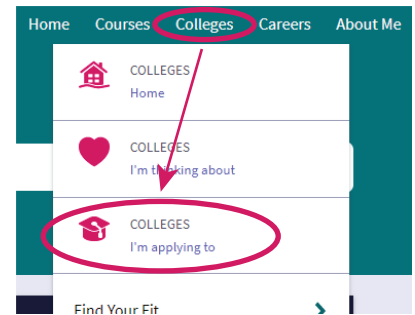 Home Courses Colleges Careers About Me
COLLEGES
Home
COLLEGES
I'm thinking about
COLLEGES
I'm applying to
Find Your Fit